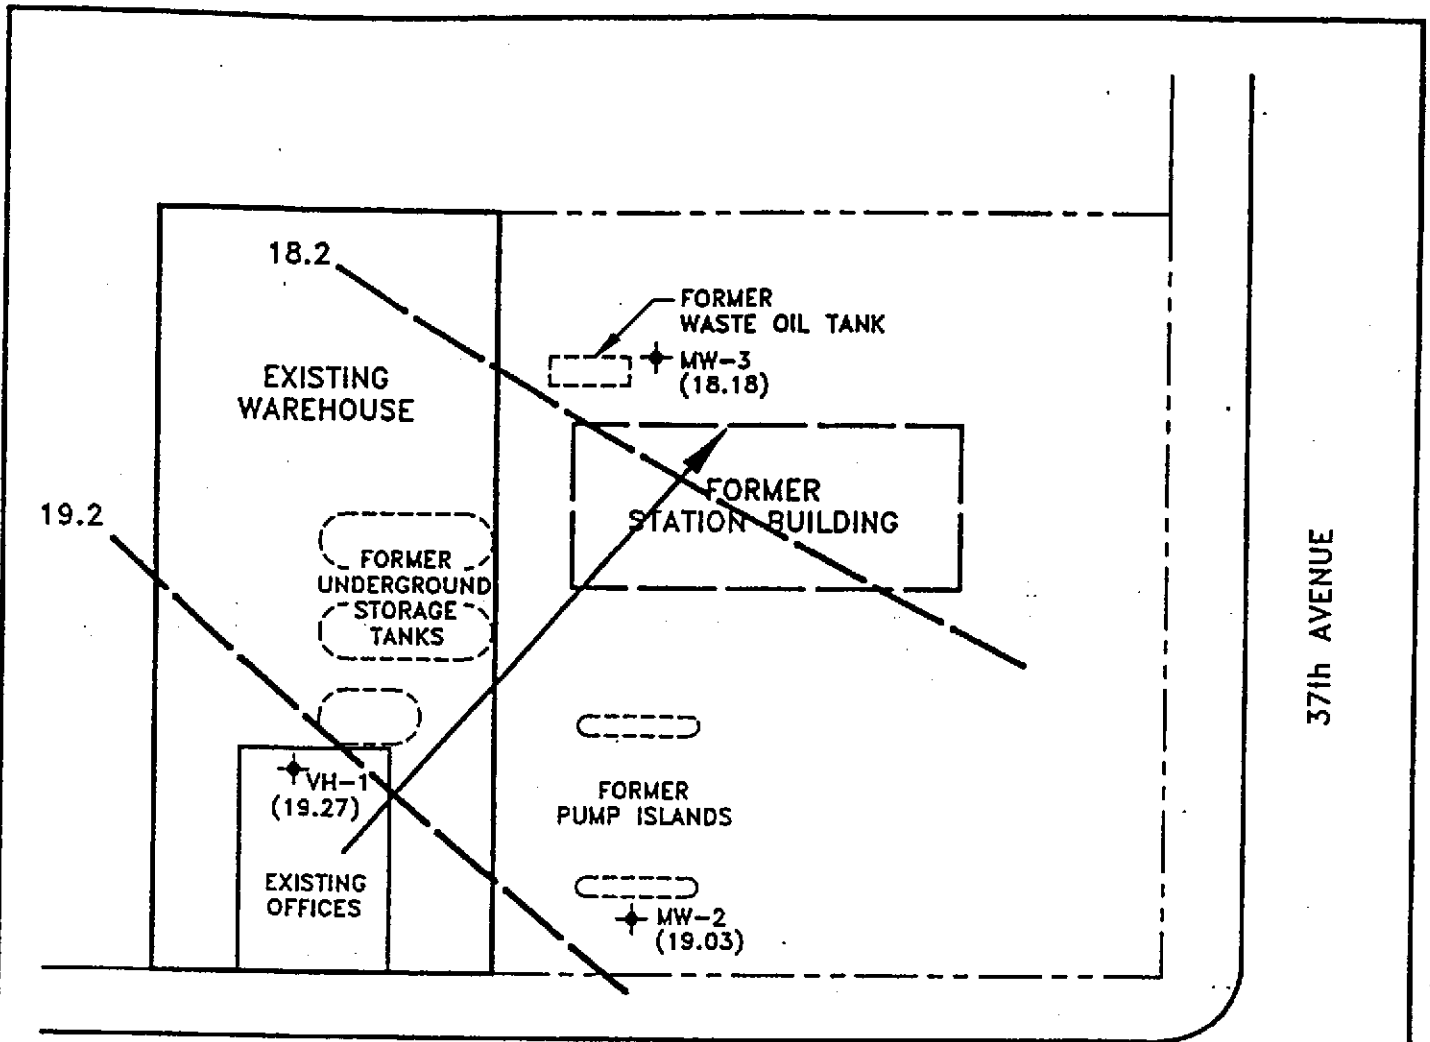 18.2
FORMER
WASTE OIL TANK
MW-3
(18.18)
EXISTING
WAREHOUSE
FORMER
STATION BUILDING
19.2
FORMER
UNDERGROUND
STORAGE
TANKS
37th AVENUE
VH-1
(19.27)
FORMER
PUMP ISLANDS
EXISTING
OFFICES
MW-2
(19.03)